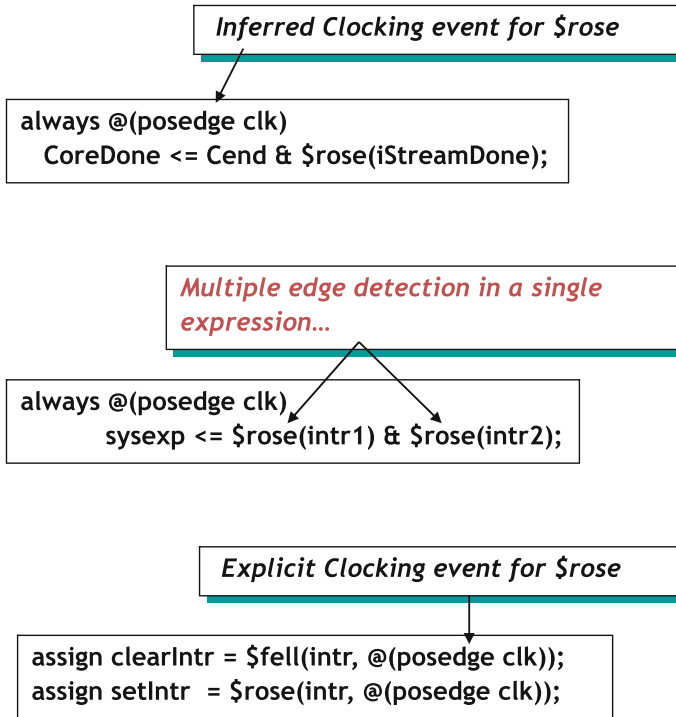 Inferred Clocking event for $rose
always @(posedge clk)
CoreDone <= Cend & $rose(iStreamDone);
Multiple edge detection in a single
expression…
always @(posedge clk)
sysexp <= $rose(intr1) & $rose(intr2);
Explicit Clocking event for $rose
assign clearIntr = $fell(intr, @(posedge clk));
assign setIntr = $rose(intr, @(posedge clk));